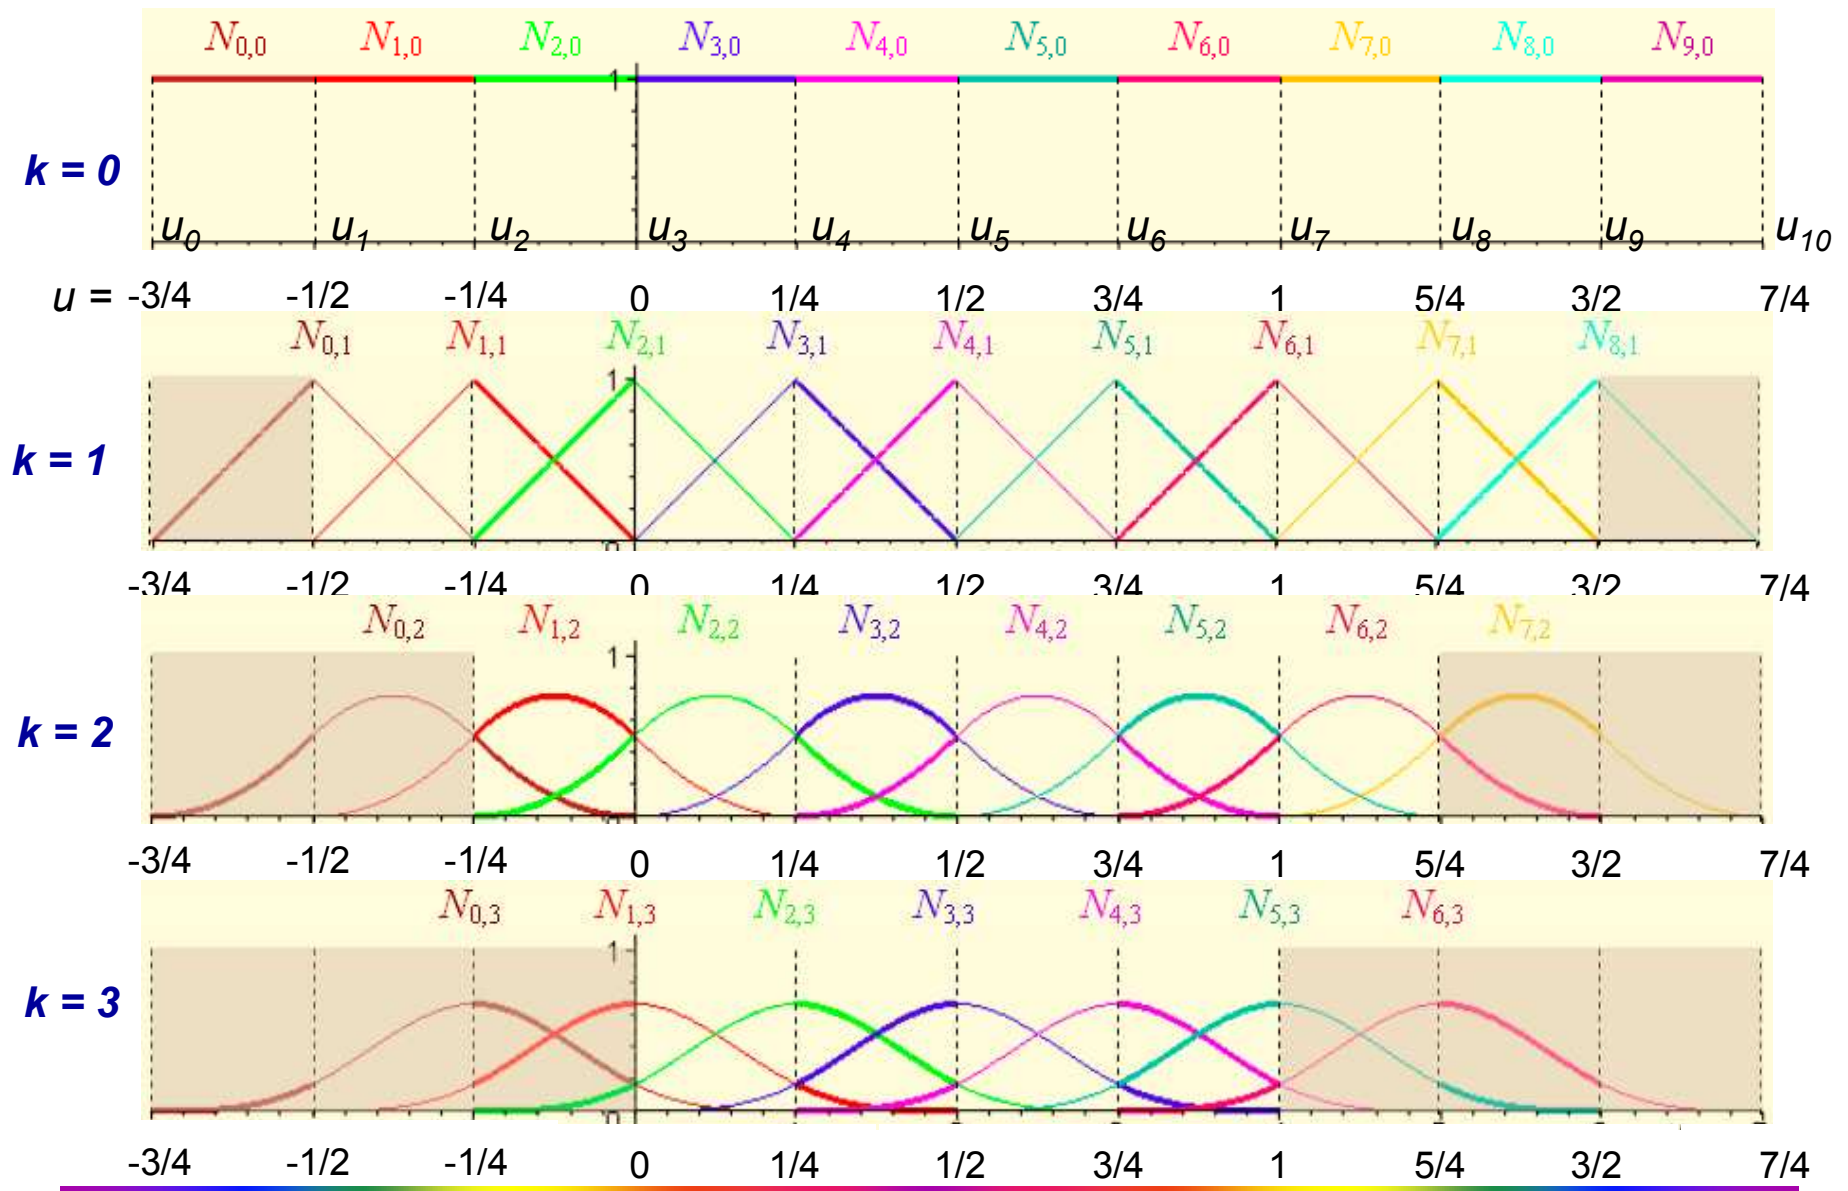 N0,0 N1,0 N2,0 N3,0 N4,0 N5,0 N6,0 N7,0 N8,0 N9,0
1
k = 0
u0 u1 u2 u3 u4 u5 u6 u7 u8 u9 u10
u = -3/4 -1/2 -1/4 0 1/4 1/2 3/4 1 5/4 3/2 7/4
N0,1 N1,1 N2,1 N3,1 N4,1 N5,1 N6,1 N7,1 N8,1
1
k = 1
0
-3/4 -1/2 -1/4 0 1/4 1/2 3/4 1 5/4 3/2 7/4
N0,2 N1,2 N2,2 N3,2 N4,2 N5,2 N6,2 N7,2
1
k = 2
0
-3/4 -1/2 -1/4 0 1/4 1/2 3/4 1 5/4 3/2 7/4
N0,3 N1,3 N2,3 N3,3 N4,3 N5,3 N6,3
1
k = 3
0
-3/4 -1/2 -1/4 0 1/4 1/2 3/4 1 5/4 3/2 7/4